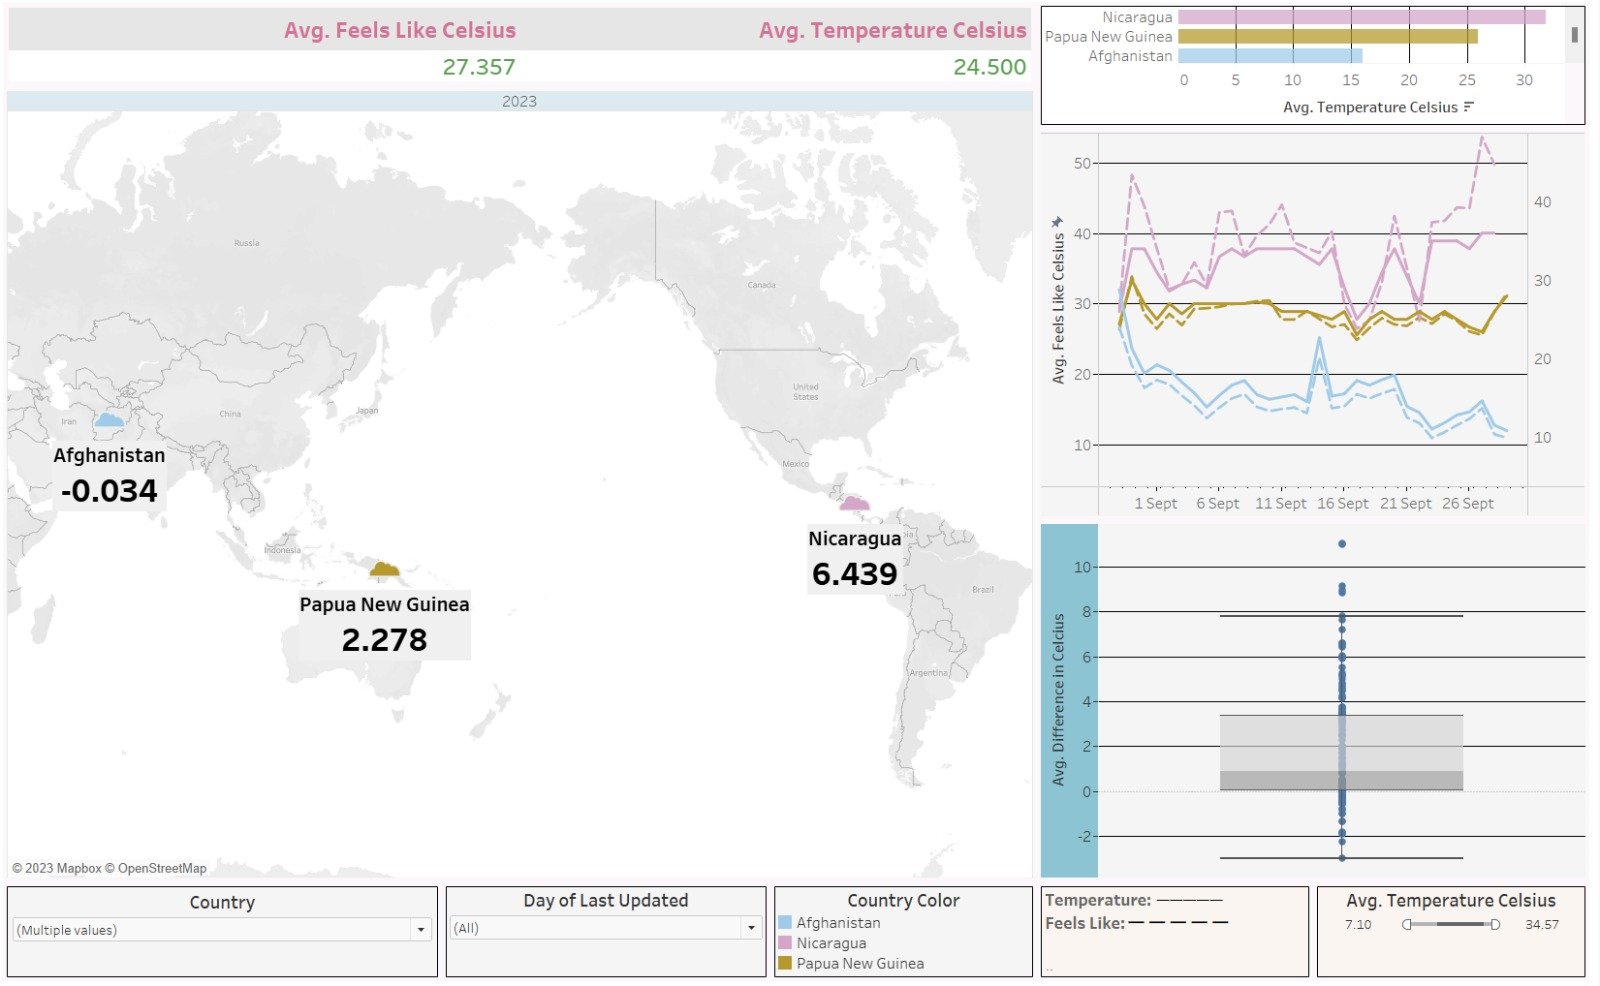 Avg. Feels Like Celsius
Avg. Temperature Celsius
27.357
24.500
2023
Russia
Canada
United
States
China
Japan
Iran
Mexico
Indonesia
Brazil
Argentina
Afghanistan
-0.034
Papua New Guinea
2.278
Nicaragua
6.439
© 2023 Mapbox © OpenStreetMap
Nicaragua
Papua New Guinea
Afghanistan
0 5 10 15 20 25 30
Avg. Temperature Celsius
Avg. Feels Like Celsius
50
40
30
20
10
40
30
20
10
1 Sept 6 Sept 11 Sept 16 Sept 21 Sept 26 Sept
Avg. Difference in Celcius
10
8
6
4
2
0
-2
Country
(Multiple values)
Day of Last Updated
(All)
Country Color
Afghanistan
Nicaragua
Papua New Guinea
Temperature: —————
Feels Like: — — — — —
..
Avg. Temperature Celsius
7.10 34.57